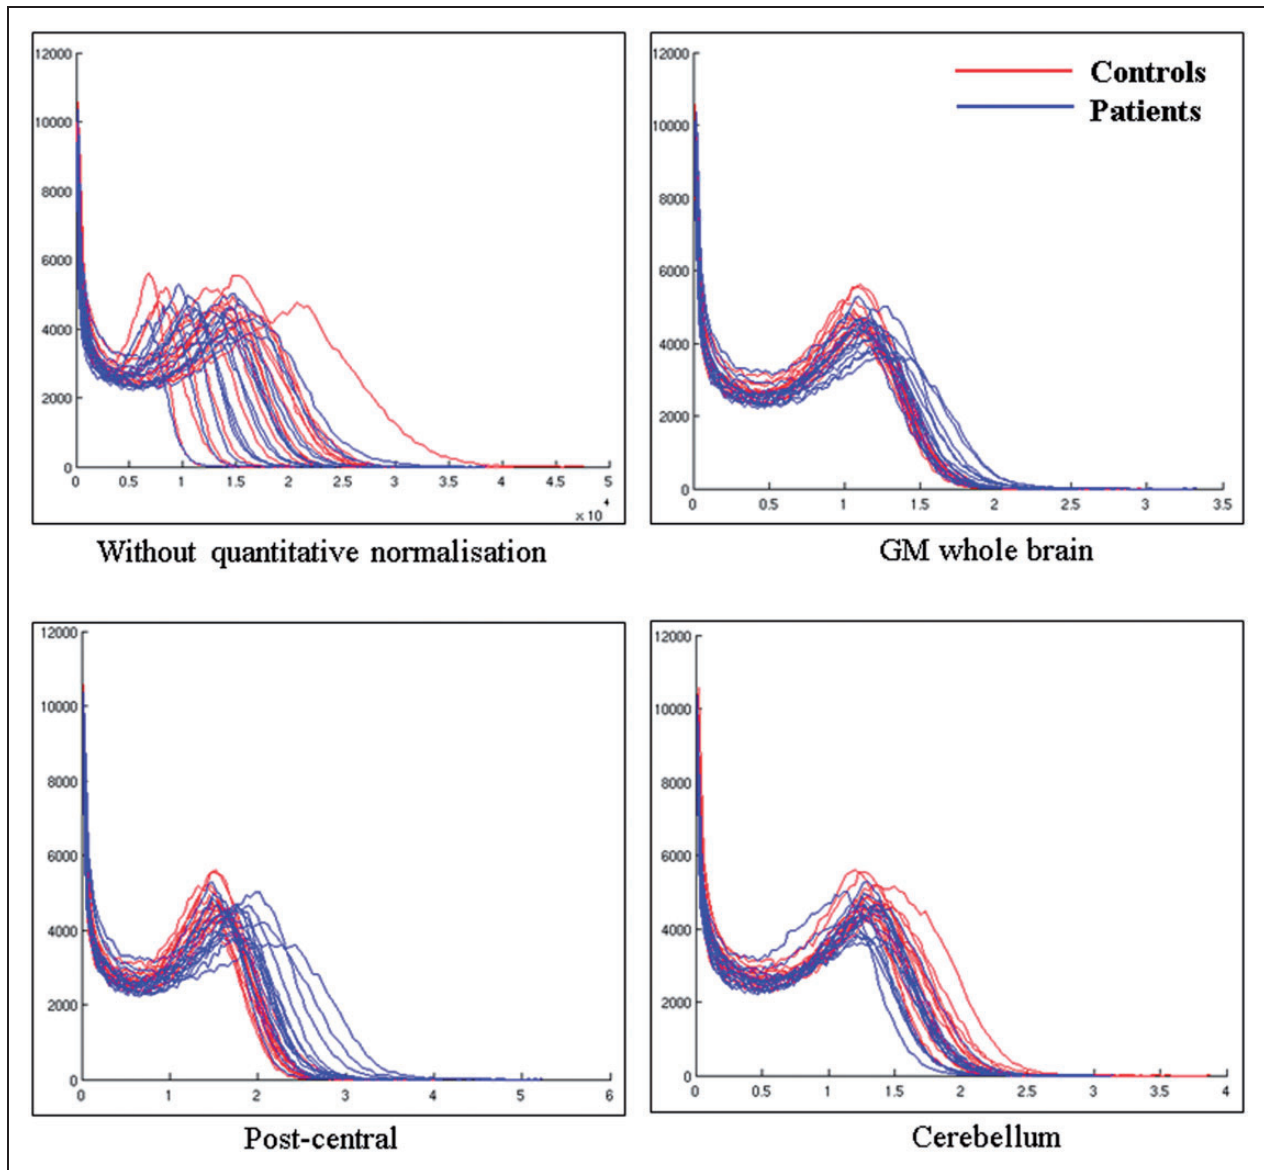 12000
10000
8000
6000
4000
2000
0
0 0.5 1 1.5 2 2.5 3 3.5 4 4.5 5
×10 4
Without quantitative normalisation
12000
10000
8000
6000
4000
2000
0
0 0.5 1 1.5 2 2.5 3 3.5
Controls
Patients
GM whole brain
12000
10000
8000
6000
4000
2000
0
0 1 2 3 4 5 6
Post-central
12000
10000
8000
6000
4000
2000
0
0 0.5 1 1.5 2 2.5 3 3.5 4
Cerebellum